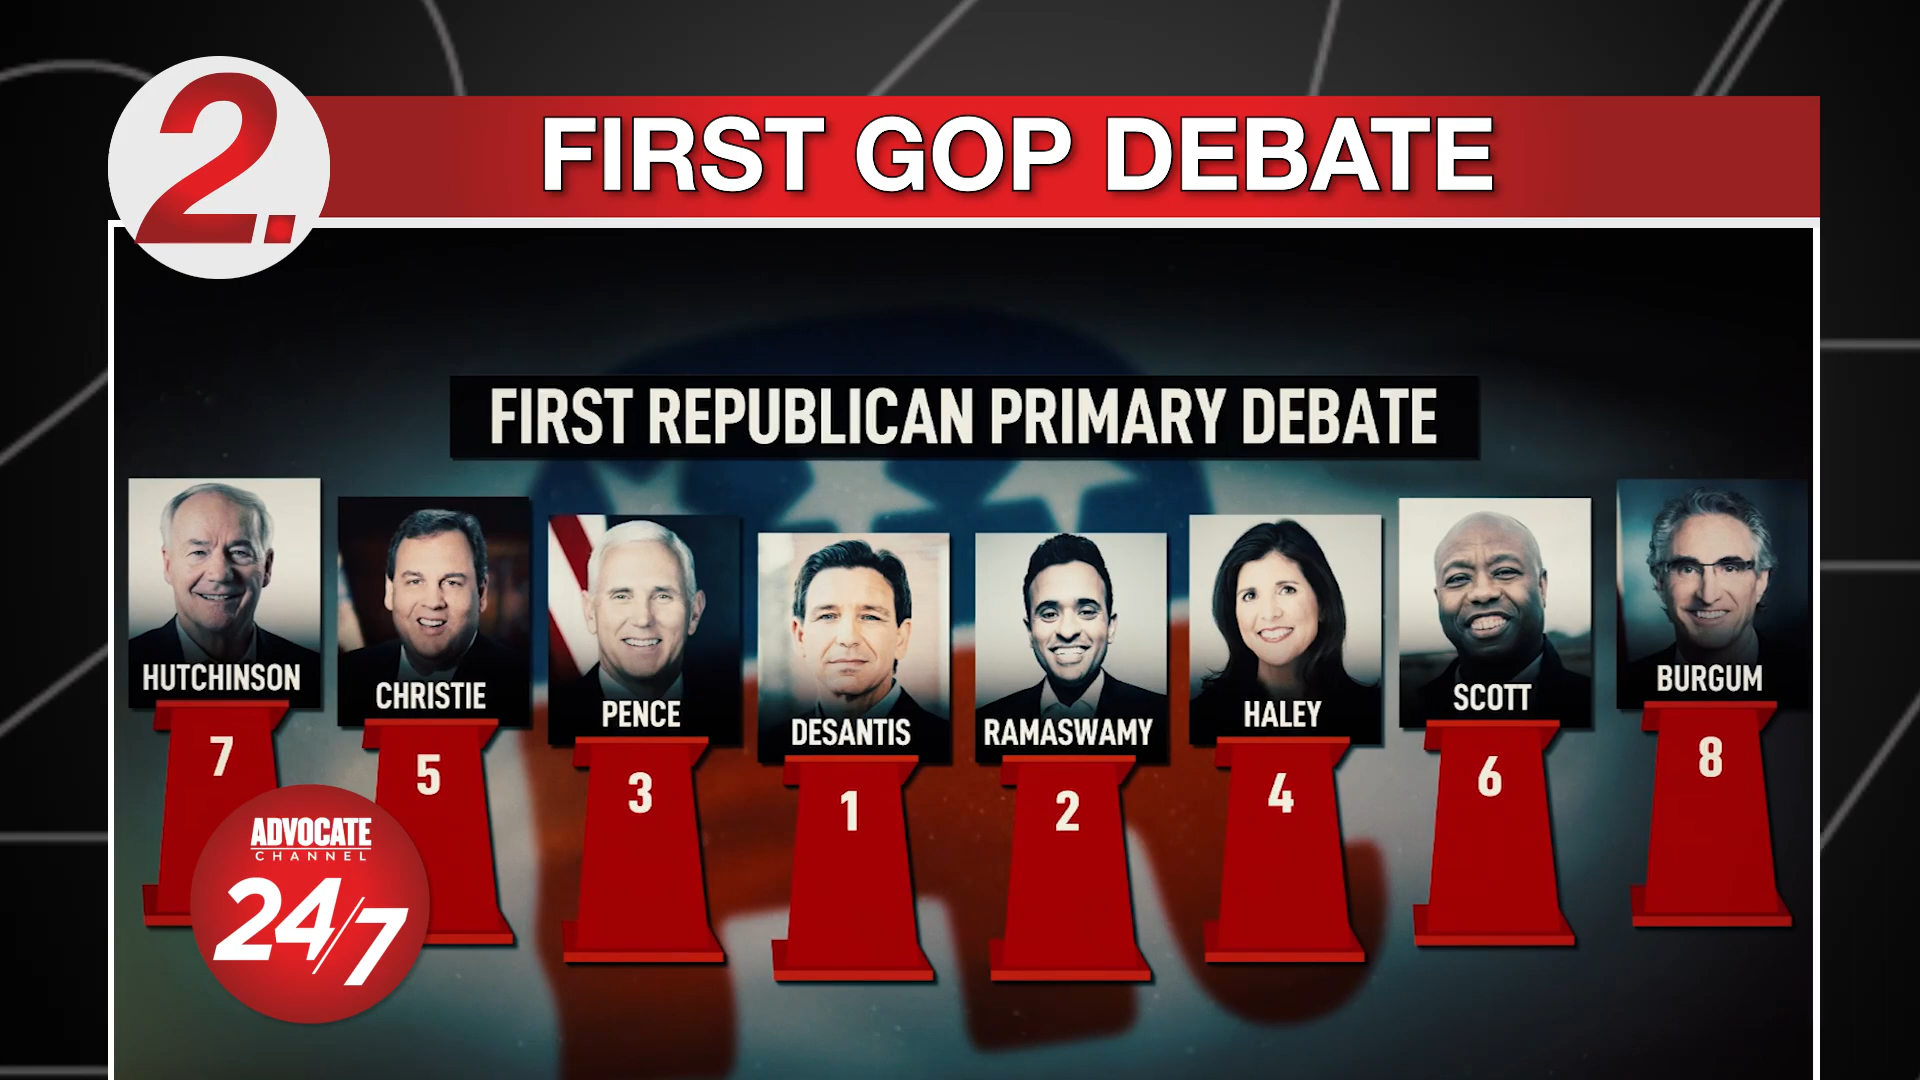 2.
FIRST GOP DEBATE
FIRST REPUBLICAN PRIMARY DEBATE
HUTCHINSON
CHRISTIE
PENCE
DESANTIS
RAMASWAMY
HALEY
SCOTT
BURGUM
7
5
3
1
2
4
6
8
ADVOCATE
CHANNEL
24/7